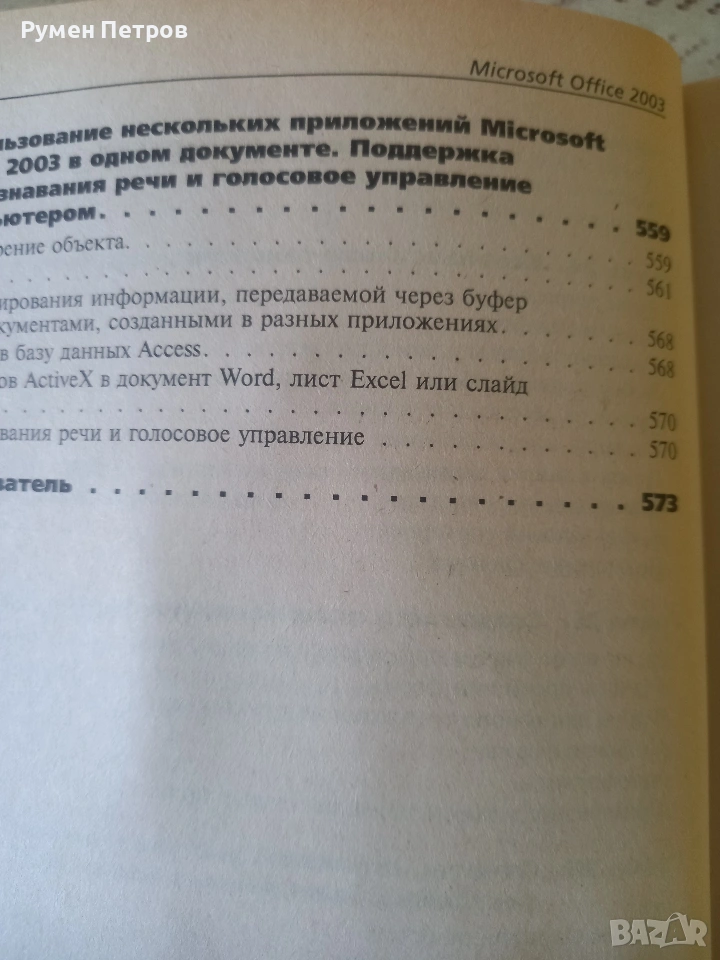 Румен Петров
Microsoft Office 2003
льзование нескольких приложений Microsoft
2003 в одном документе. Поддержка
знавания речи и голосовое управление
ьютером. . . . . . . . . . . . . . . . . . . 559
рение объекта. . . . . . . . . . . . . . . . . . . 559
. . . . . . . . . . . . . . . . . . . . . . . 561
ирования информации, передаваемой через буфер
кументами, созданными в разных приложениях. . . . . . 568
в базу данных Access. . . . . . . . . . . . . . . . 568
ов ActiveX в документ Word, лист Excel или слайд
. . . . . . . . . . . . . . . . . . . . . . . 570
вания речи и голосовое управление . . . . . . . . . . 570
затель . . . . . . . . . . . . . . . . . . . . 573
BAZAR